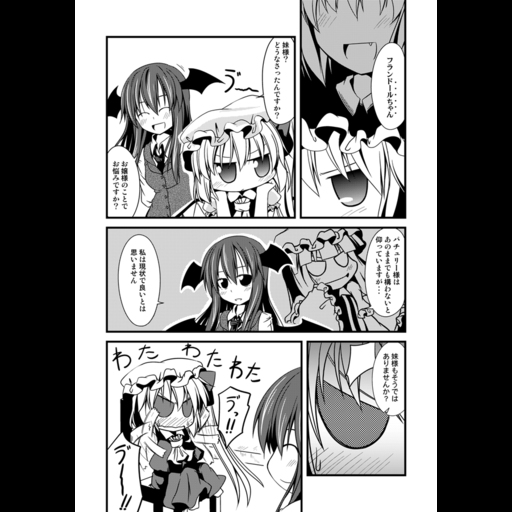 フランドールちゃん
妹様？
どうなさったんですか？
う゛～
お嬢様のことで
お悩みですか？
パチュリー様は
あのままでも構わないと
仰っていますが・・・
私は現状で良いとは
思いません
妹様もそうでは
ありませんか？
わた
わた
わた
う゛っ!!
う゛ーー!!